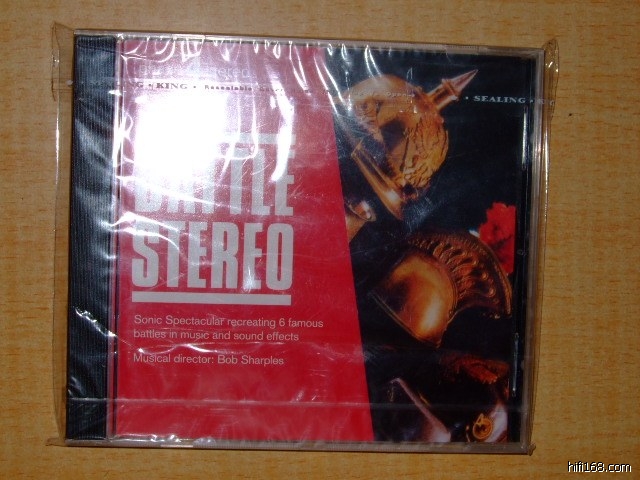 G • KING • Resealable
• SEALING •
BATTLE
STEREO
Sonic Spectacular recreating 6 famous
battles in music and sound effects
Musical director: Bob Sharples
hifi168.com